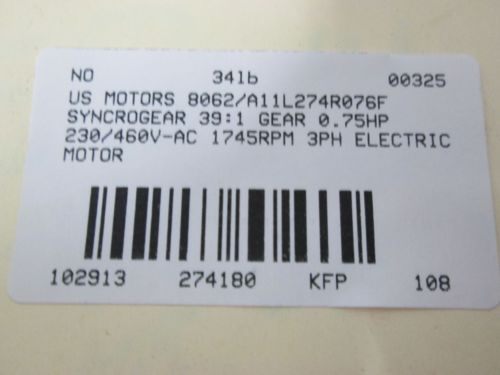 NO 34lb 00325
US MOTORS 8062/A11L274R076F
SYNCROGEAR 39:1 GEAR 0.75HP
230/460V-AC 1745RPM 3PH ELECTRIC
MOTOR
102913 274180 KFP 108